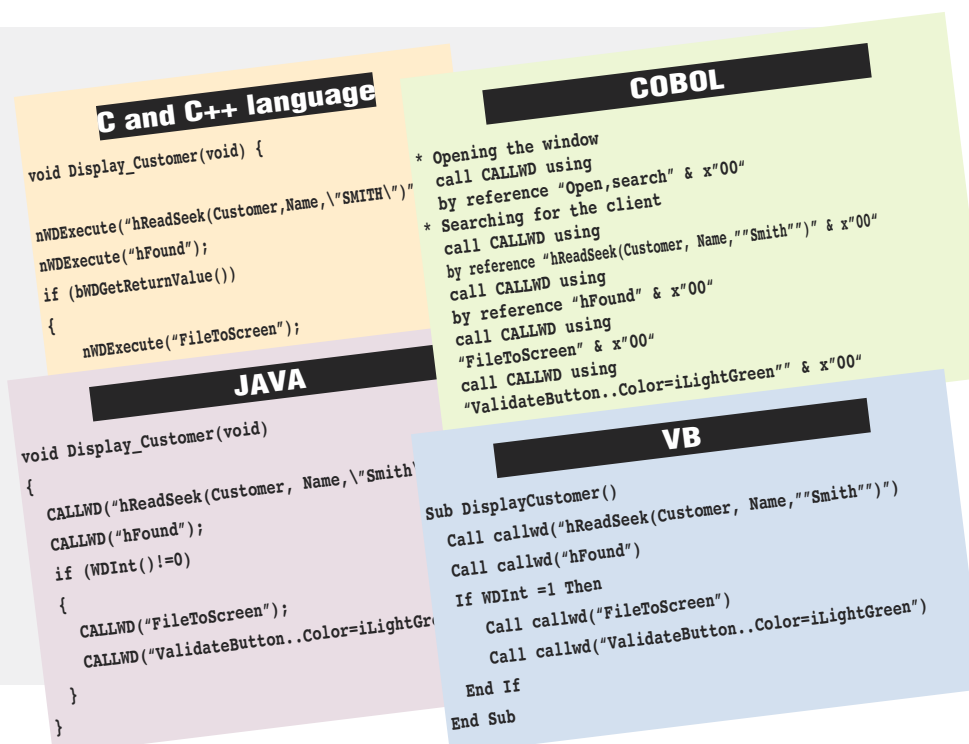 C and C++ language
void Display_Customer(void) {
nWDExecute(“hReadSeek(Customer,Name,\"SMITH\")"
nWDExecute(“hFound");
if (bWDGetReturnValue())
{
nWDExecute(“FileToScreen");
COBOL
* Opening the window
call CALLWD using
by reference “Open,search" & x"00“
* Searching for the client
call CALLWD using
by reference “hReadSeek(Customer, Name,""Smith"")" & x"00“
call CALLWD using
by reference “hFound" & x"00“
call CALLWD using
“FileToScreen" & x"00“
call CALLWD using
“ValidateButton..Color=iLightGreen"" & x"00“
JAVA
void Display_Customer(void)
{
CALLWD(“hReadSeek(Customer, Name,\"Smith\
CALLWD(“hFound");
if (WDInt()!=0)
{
CALLWD(“FileToScreen");
CALLWD(“ValidateButton..Color=iLightGr
}
}
VB
Sub DisplayCustomer()
Call callwd(“hReadSeek(Customer, Name,""Smith"")")
Call callwd(“hFound")
If WDInt =1 Then
Call callwd(“FileToScreen")
Call callwd(“ValidateButton..Color=iLightGreen")
End If
End Sub